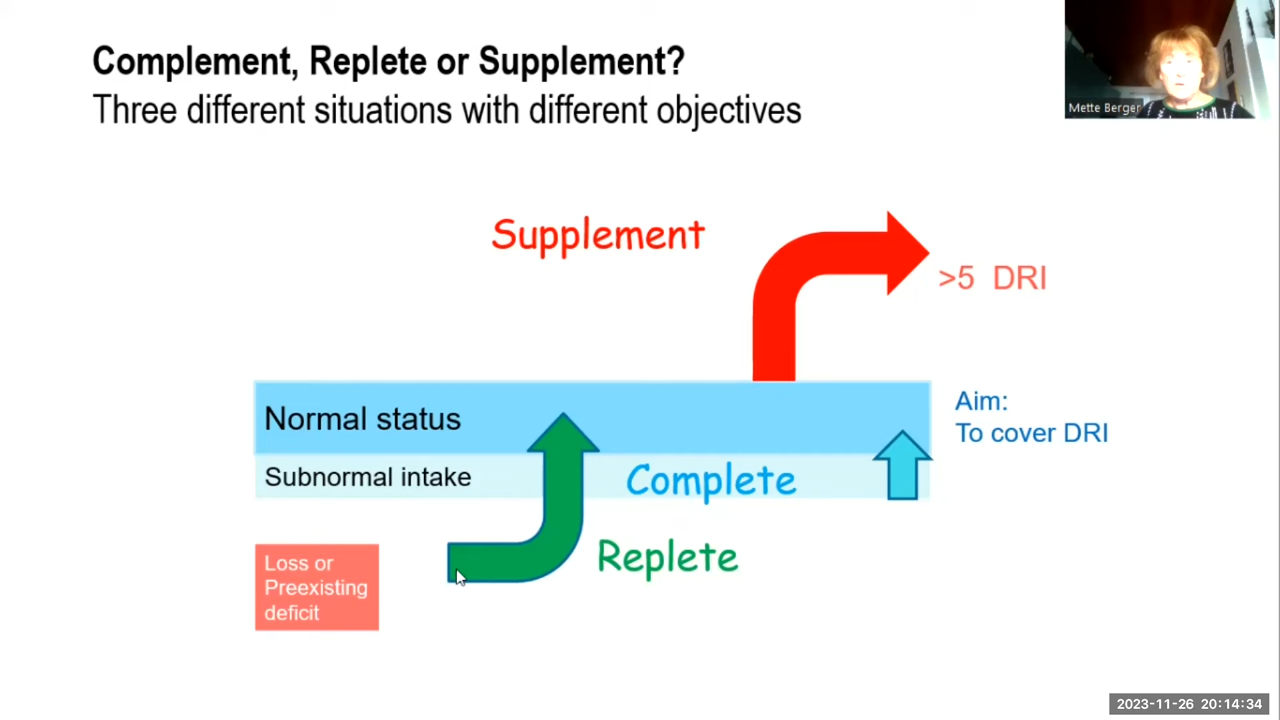 Complement, Replete or Supplement?
Three different situations with different objectives
Mette Berger
Supplement
>5 DRI
Normal status
Aim:
To cover DRI
Subnormal intake
Complete
Replete
Loss or
Preexisting
deficit
2023-11-26 20:14:34